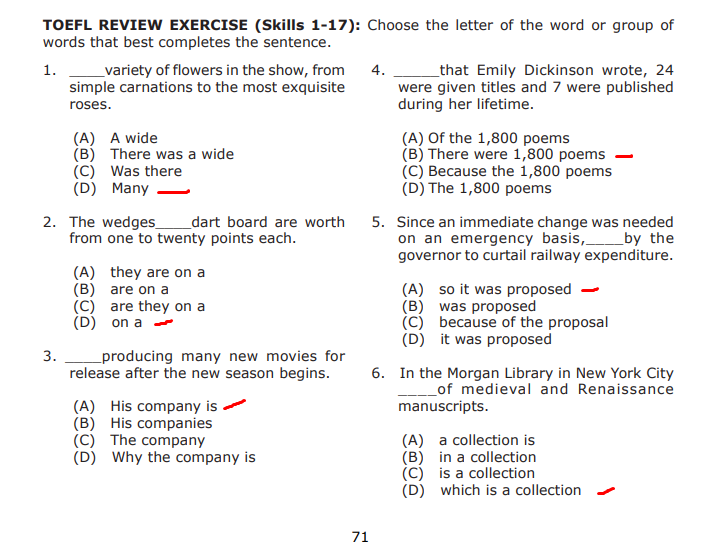 TOEFL REVIEW EXERCISE (Skills 1-17): Choose the letter of the word or group of
words that best completes the sentence.
1. ____variety of flowers in the show, from
simple carnations to the most exquisite
roses.
(A) A wide
(B) There was a wide
(C) Was there
(D) Many
2. The wedges____dart board are worth
from one to twenty points each.
(A) they are on a
(B) are on a
(C) are they on a
(D) on a
3. ____producing many new movies for
release after the new season begins.
(A) His company is
(B) His companies
(C) The company
(D) Why the company is
4. _____that Emily Dickinson wrote, 24
were given titles and 7 were published
during her lifetime.
(A) Of the 1,800 poems
(B) There were 1,800 poems
(C) Because the 1,800 poems
(D) The 1,800 poems
5. Since an immediate change was needed
on an emergency basis,____by the
governor to curtail railway expenditure.
(A) so it was proposed
(B) was proposed
(C) because of the proposal
(D) it was proposed
6. In the Morgan Library in New York City
____of medieval and Renaissance
manuscripts.
(A) a collection is
(B) in a collection
(C) is a collection
(D) which is a collection
71